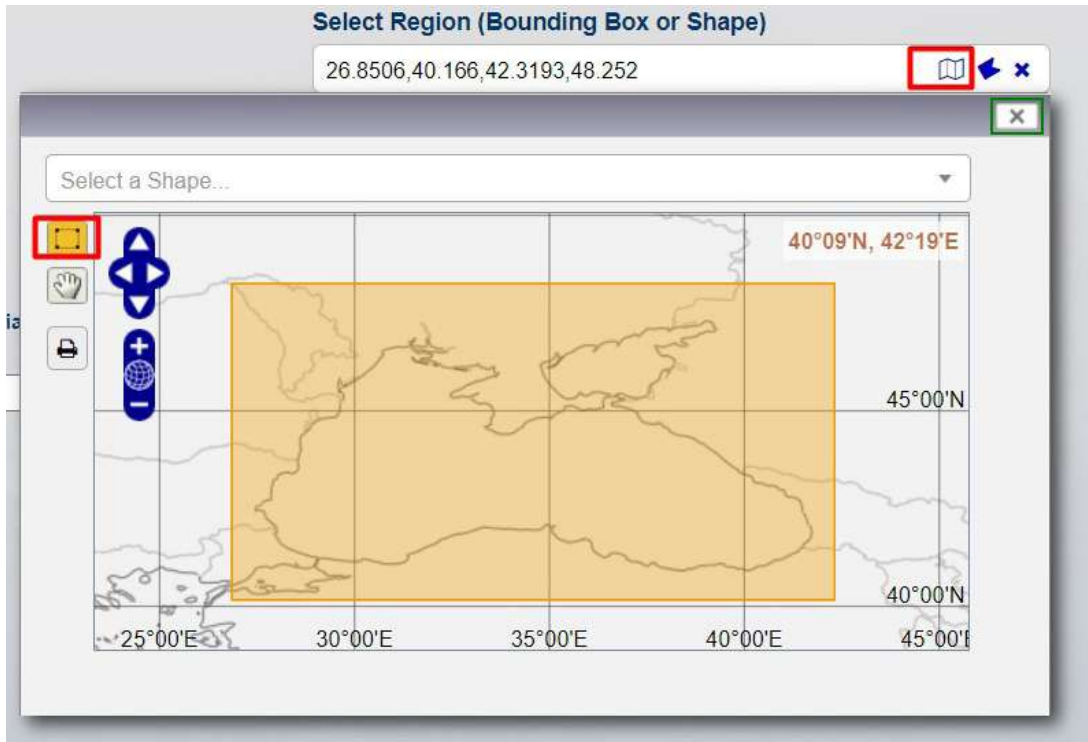 Select Region (Bounding Box or Shape)
26.8506,40.166,42.3193,48.252
Select a Shape...
40°09'N, 42°19'E
45°00'N
40°00'N
25°00'E 30°00'E 35°00'E 40°00'E 45°00'E